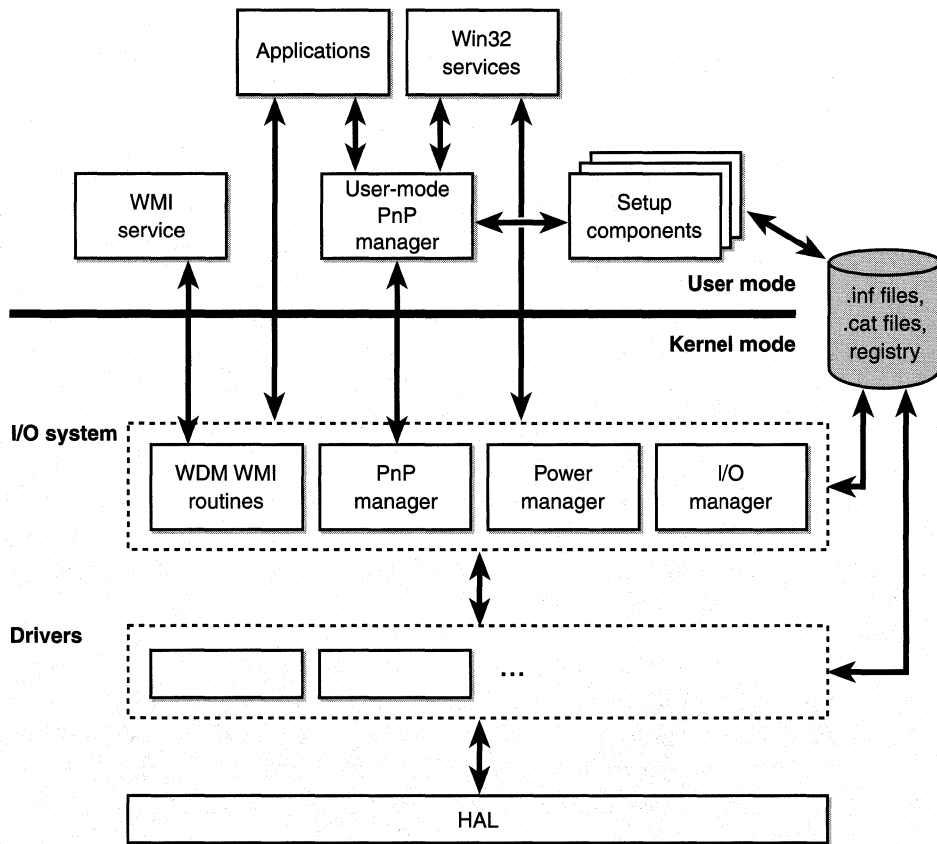 Applications
Win32
services
WMI
service
User-mode
PnP
manager
Setup
components
User mode
.inf files,
.cat files,
registry
Kernel mode
I/O system
WDM WMI
routines
PnP
manager
Power
manager
I/O
manager
Drivers
...
HAL